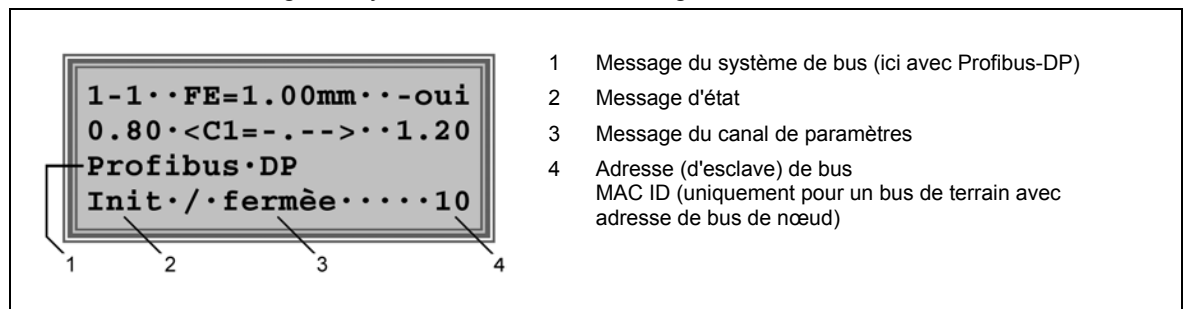 1-1··FE=1.00mm··-oui
0.80·<C1=-.-->··1.20
Profibus·DP
Init·/·fermèe·····10
1 2 3 4
1 Message du système de bus (ici avec Profibus-DP)
2 Message d'état
3 Message du canal de paramètres
4 Adresse (d'esclave) de bus
MAC ID (uniquement pour un bus de terrain avec
adresse de bus de nœud)